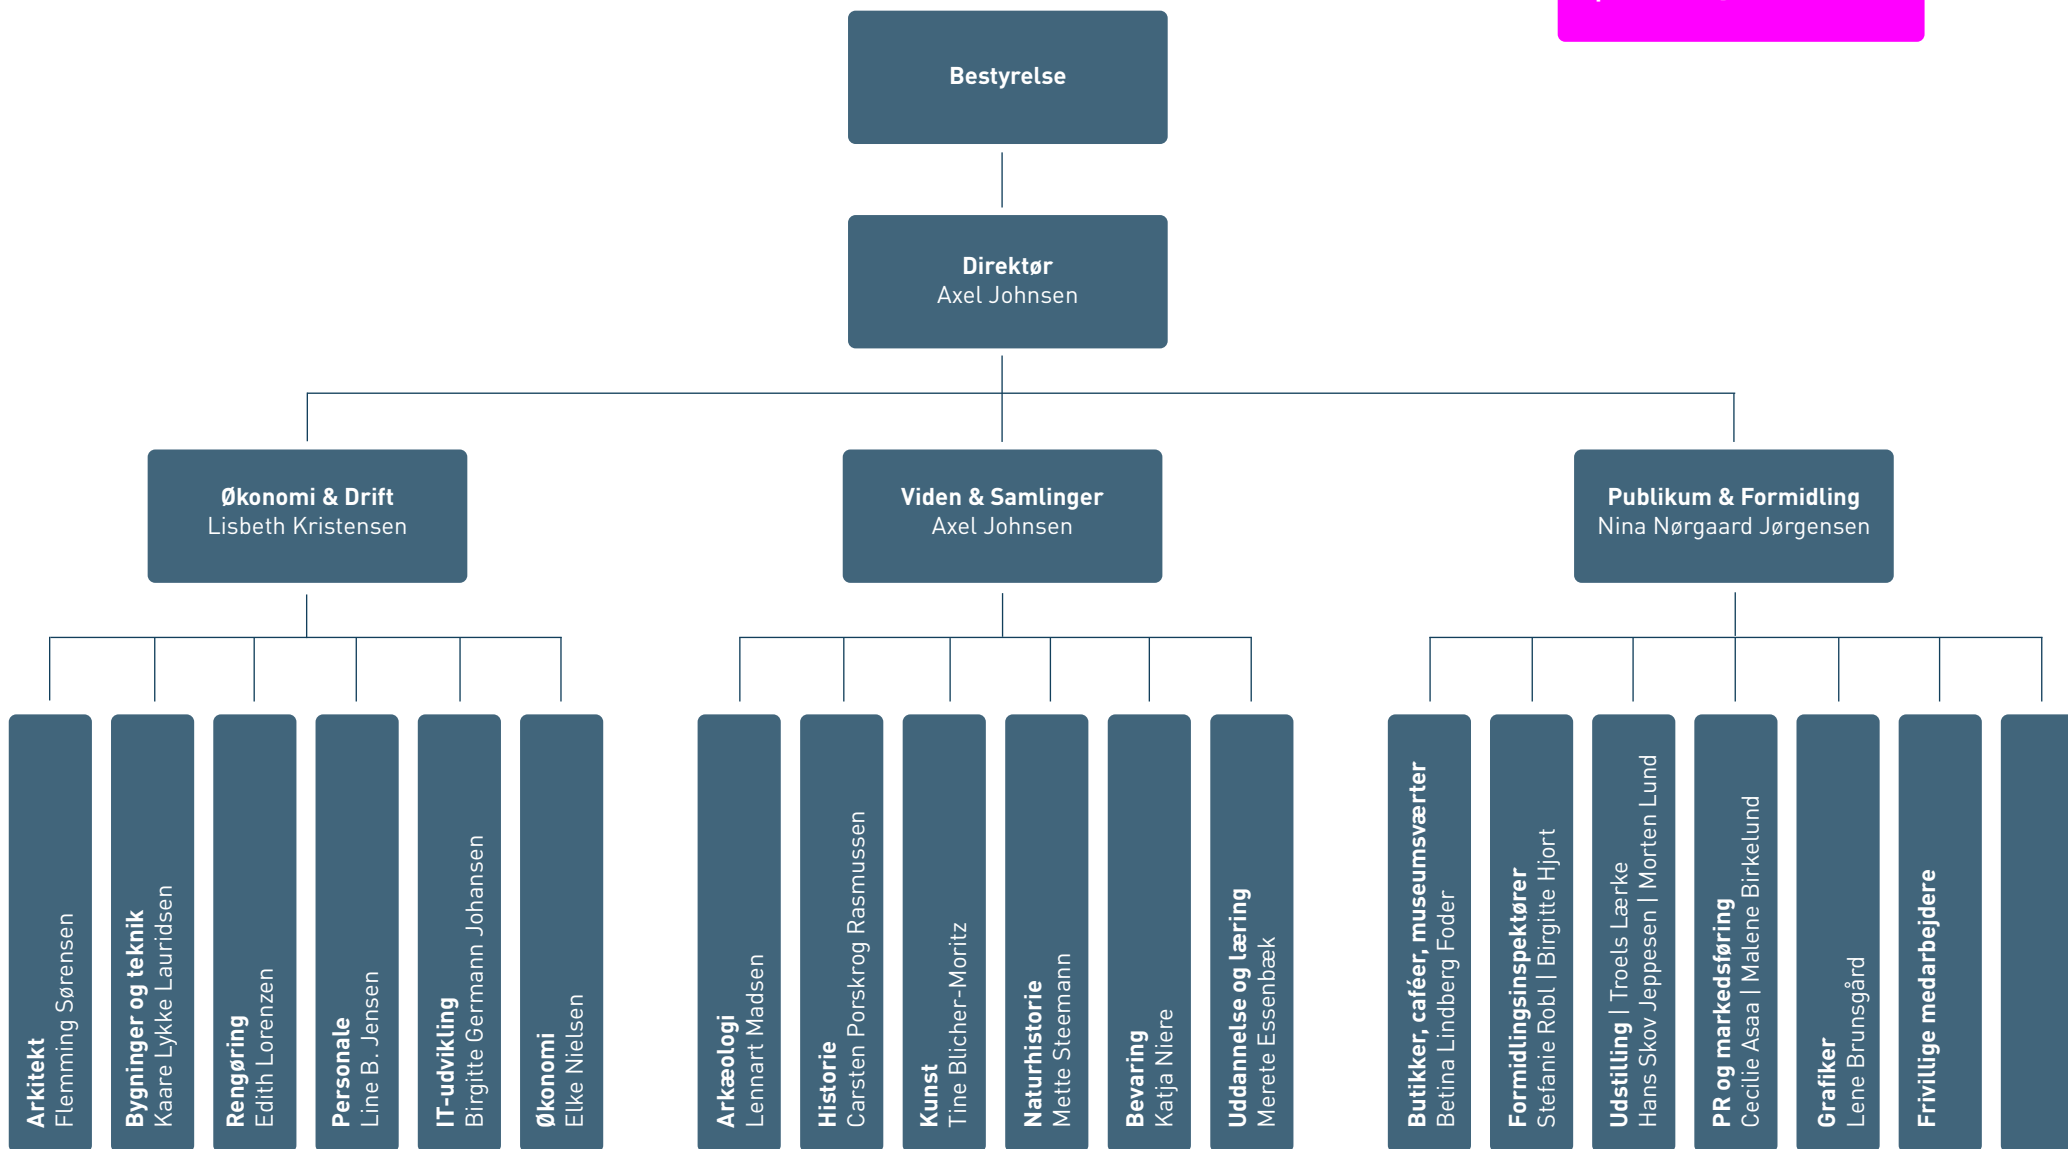 Bestyrelse
Direktør
Axel Johnsen
Økonomi & Drift
Lisbeth Kristensen
Viden & Samlinger
Axel Johnsen
Publikum & Formidling
Nina Nørgaard Jørgensen
Arkitekt
Flemming Sørensen
Bygninger og teknik
Kaare Lykke Lauridsen
Rengøring
Edith Lorenzen
Personale
Line B. Jensen
IT-udvikling
Birgitte Germann Johansen
Økonomi
Elke Nielsen
Arkæologi
Lennart Madsen
Historie
Carsten Porskrog Rasmussen
Kunst
Tine Blicher-Moritz
Naturhistorie
Mette Steemann
Bevaring
Katja Niere
Uddannelse og læring
Merete Essenbæk
Butikker, caféer, museumsværter
Betina Lindberg Foder
Formidlingsinspektører
Stefanie Robl | Birgitte Hjort
Udstilling | Troels Lærke
Hans Skov Jeppesen | Morten Lund
PR og markedsføring
Cecilie Asaa | Malene Birkelund
Grafiker
Lene Brunsgård
Frivillige medarbejdere